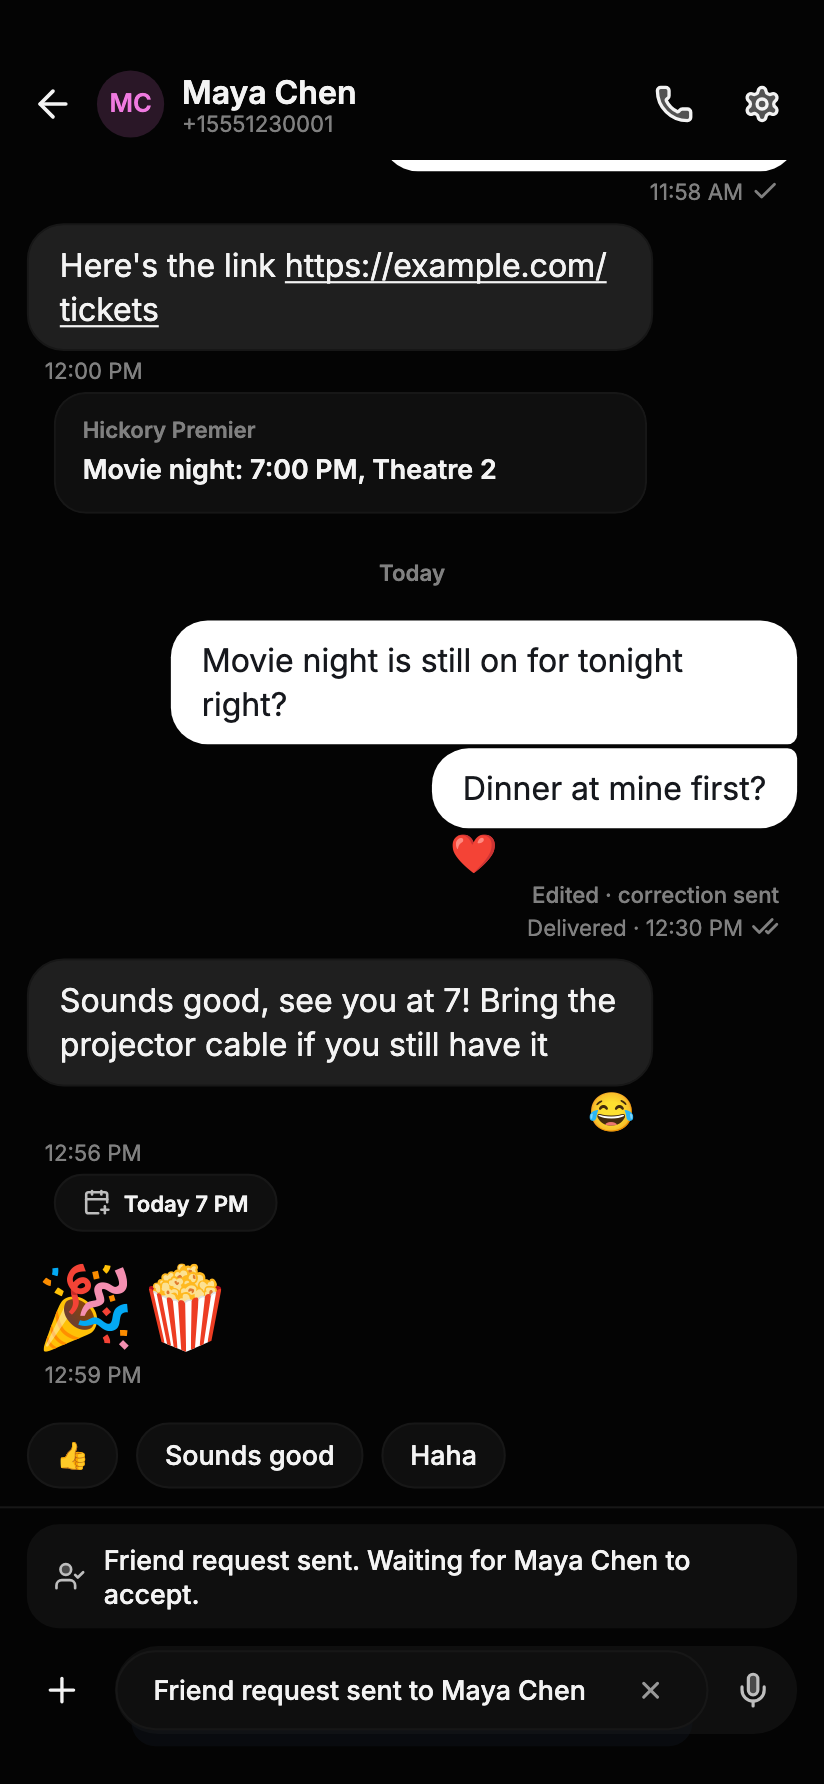 MC
Maya Chen
+15551230001
11:58 AM
Here's the link https://example.com/
tickets
12:00 PM
Hickory Premier
Movie night: 7:00 PM, Theatre 2
Today
Movie night is still on for tonight
right?
Dinner at mine first?
❤️
Edited · correction sent
Delivered · 12:30 PM
Sounds good, see you at 7! Bring the
projector cable if you still have it
😂
12:56 PM
Today 7 PM
🎉🍿
12:59 PM
👍 Sounds good Haha
Friend request sent. Waiting for Maya Chen to
accept.
Friend request sent to Maya Chen